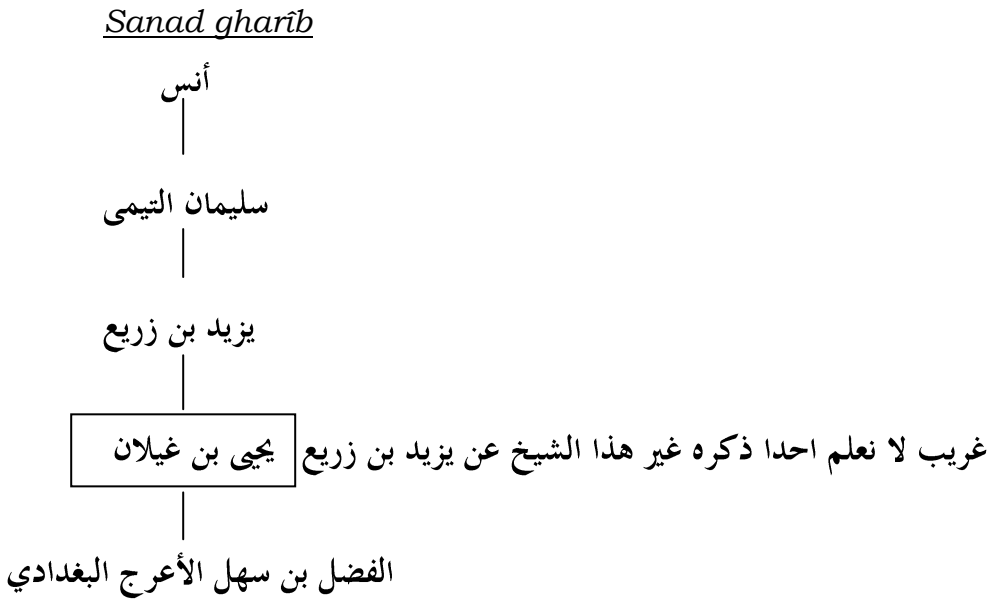 Sanad gharîb
أنس
سليمان التيمى
يزيد بن زريع
يحيى بن غيلان
غريب لا نعلم احدا ذكره غير هذا الشيخ عن يزيد بن زريع
الفضل بن سهل الأعرج البغدادي